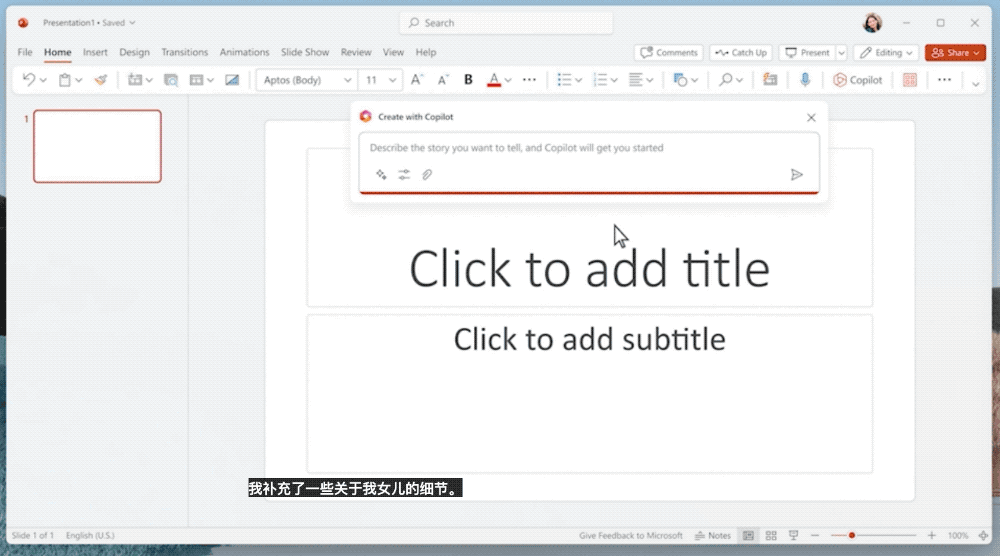 Presentation1 • Saved
Search
File Home Insert Design Transitions Animations Slide Show Review View Help
Comments Catch Up Present Editing Share
Aptos (Body) 11 A A B A Copilot
1
Create with Copilot
Describe the story you want to tell, and Copilot will get you started
Click to add title
Click to add subtitle
我补充了一些关于我女儿的细节。
Slide 1 of 1 English (U.S.) Give Feedback to Microsoft Notes 100%